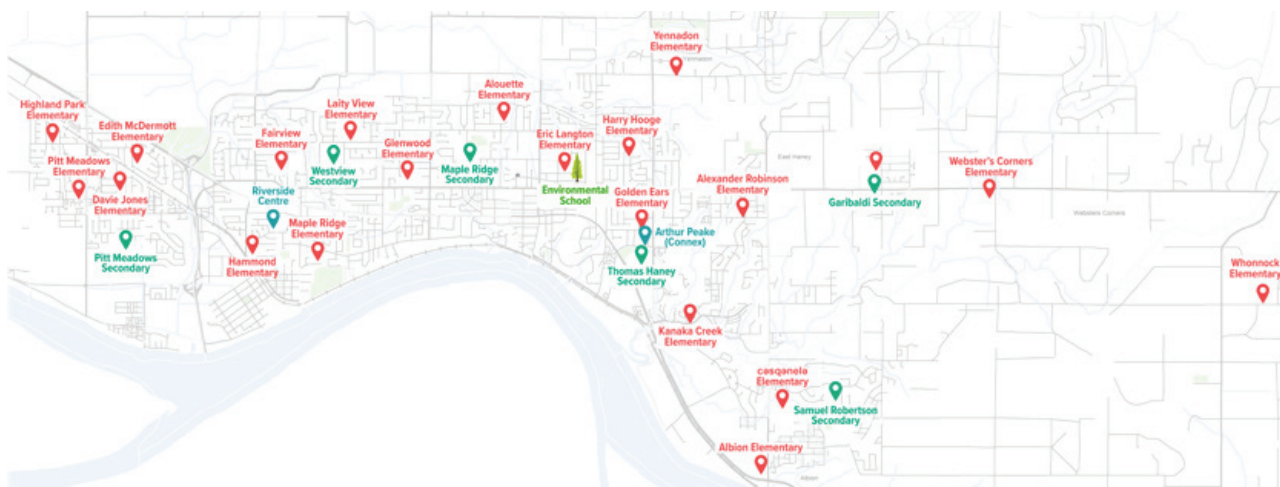 Yennadon
Elementary
Yennadon
Alouette
Elementary
Highland Park
Elementary
Laity View
Elementary
Edith McDermott
Elementary
Fairview
Elementary
Harry Hooge
Elementary
Eric Langton
Elementary
Glenwood
Elementary
Pitt Meadows
Elementary
Westview
Secondary
Maple Ridge
Secondary
East Haney
Webster's Corners
Elementary
Davie Jones
Elementary
Riverside
Centre
Environmental
School
Golden Ears
Elementary
Alexander Robinson
Elementary
Garibaldi Secondary
Websters Corners
Maple Ridge
Elementary
Arthur Peake
(Connex)
Pitt Meadows
Secondary
Hammond
Elementary
Thomas Haney
Secondary
Whonnock
Elementary
Kanaka Creek
Elementary
c̓əsqənelə
Elementary
Samuel Robertson
Secondary
Albion Elementary
Albion